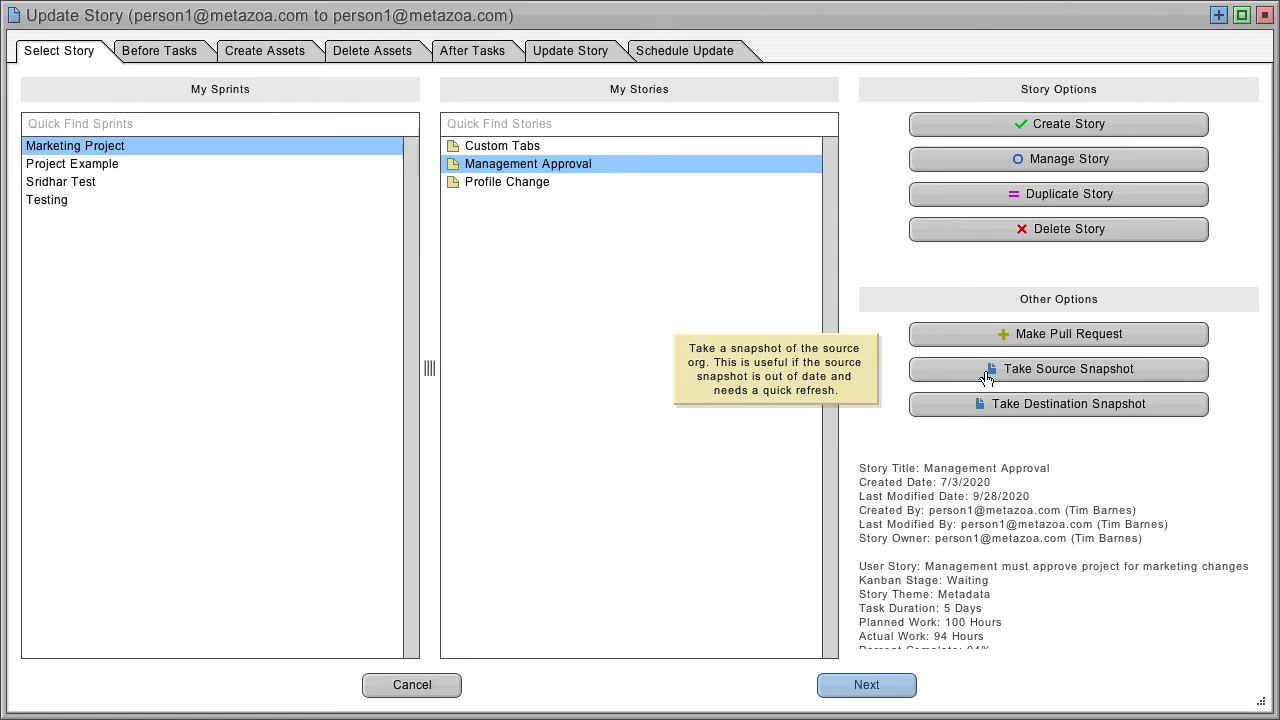 Update Story (person1@metazoa.com to person1@metazoa.com)
Select Story
Before Tasks
Create Assets
Delete Assets
After Tasks
Update Story
Schedule Update
My Sprints
Quick Find Sprints
Marketing Project
Project Example
Sridhar Test
Testing
My Stories
Quick Find Stories
Custom Tabs
Management Approval
Profile Change
Story Options
Create Story
Manage Story
Duplicate Story
Delete Story
Other Options
Make Pull Request
Take Source Snapshot
Take Destination Snapshot
Take a snapshot of the source
org. This is useful if the source
snapshot is out of date and
needs a quick refresh.
Story Title: Management Approval
Created Date: 7/3/2020
Last Modified Date: 9/28/2020
Created By: person1@metazoa.com (Tim Barnes)
Last Modified By: person1@metazoa.com (Tim Barnes)
Story Owner: person1@metazoa.com (Tim Barnes)
User Story: Management must approve project for marketing changes
Kanban Stage: Waiting
Story Theme: Metadata
Task Duration: 5 Days
Planned Work: 100 Hours
Actual Work: 94 Hours
Percent Complete: 94%
Cancel
Next